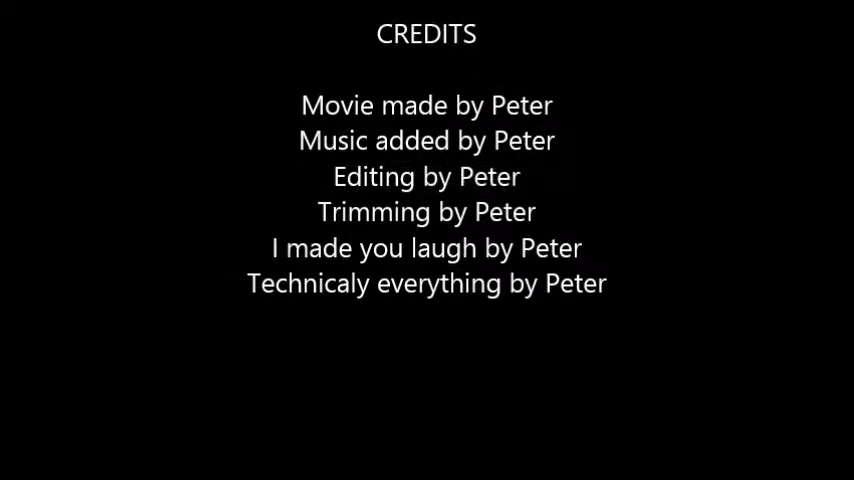 CREDITS
Movie made by Peter
Music added by Peter
Editing by Peter
Trimming by Peter
I made you laugh by Peter
Technicaly everything by Peter